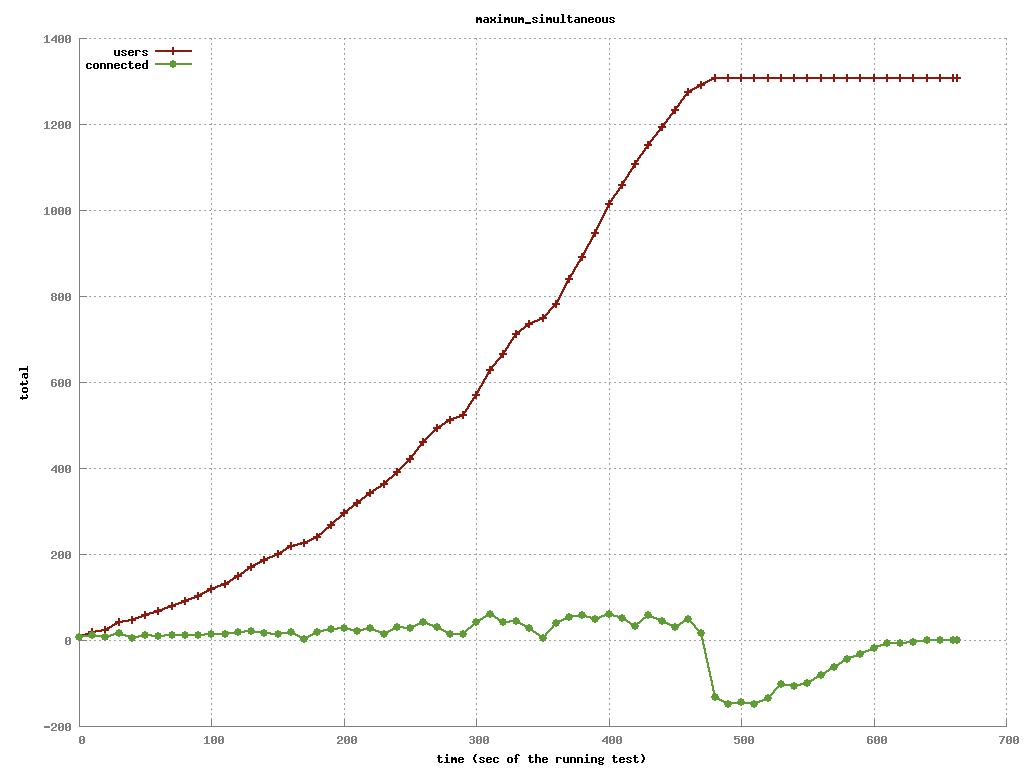 maximum_simultaneous
users
connected
1400
1200
1000
800
600
400
200
0
-200
total
0 100 200 300 400 500 600 700
time (sec of the running test)